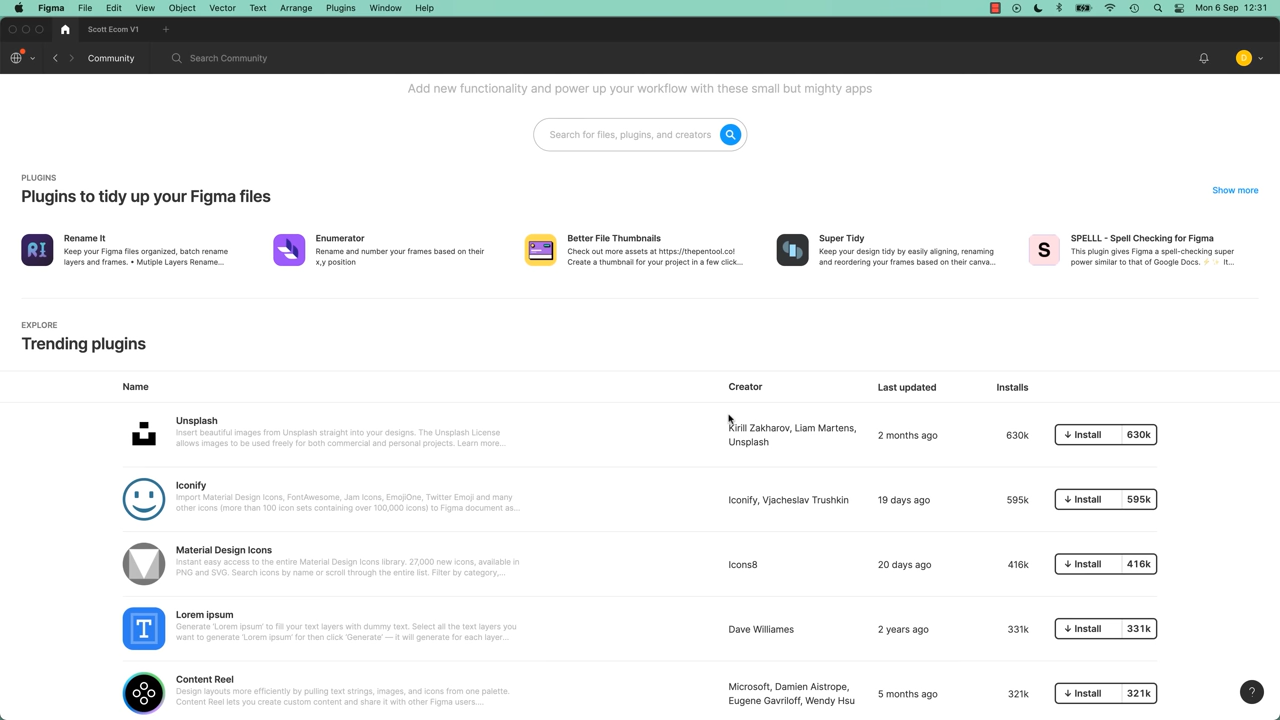 Figma File Edit View Object Vector Text Arrange Plugins Window Help Mon 6 Sep 12:31
Scott Ecom V1
Community Search Community D
Add new functionality and power up your workflow with these small but mighty apps
Search for files, plugins, and creators
PLUGINS
Plugins to tidy up your Figma files
Show more
RI
Rename It
Keep your Figma files organized, batch rename
layers and frames. • Mutiple Layers Rename...
Enumerator
Rename and number your frames based on their
x,y position
Better File Thumbnails
Check out more assets at https://thepentool.co!
Create a thumbnail for your project in a few click...
Super Tidy
Keep your design tidy by easily aligning, renaming
and reordering your frames based on their canva...
S
SPELLL - Spell Checking for Figma
This plugin gives Figma a spell-checking super
power similar to that of Google Docs. ⚡✨ It...
EXPLORE
Trending plugins
Name Creator Last updated Installs
Unsplash
Insert beautiful images from Unsplash straight into your designs. The Unsplash License
allows images to be used freely for both commercial and personal projects. Learn more...
Kirill Zakharov, Liam Martens,
Unsplash
2 months ago 630k Install 630k
Iconify
Import Material Design Icons, FontAwesome, Jam Icons, EmojiOne, Twitter Emoji and many
other icons (more than 100 icon sets containing over 100,000 icons) to Figma document as...
Iconify, Vjacheslav Trushkin 19 days ago 595k Install 595k
Material Design Icons
Instant easy access to the entire Material Design Icons library. 27,000 new icons, available in
PNG and SVG. Search icons by name or scroll through the entire list. Filter by category,...
Icons8 20 days ago 416k Install 416k
T
Lorem ipsum
Generate 'Lorem ipsum' to fill your text layers with dummy text. Select all the text layers you
want to generate 'Lorem ipsum' for then click 'Generate' — it will generate for each layer...
Dave Williames 2 years ago 331k Install 331k
Content Reel
Design layouts more efficiently by pulling text strings, images, and icons from one palette.
Content Reel lets you create custom content and share it with other Figma users....
Microsoft, Damien Aistrope,
Eugene Gavriloff, Wendy Hsu
5 months ago 321k Install 321k
?